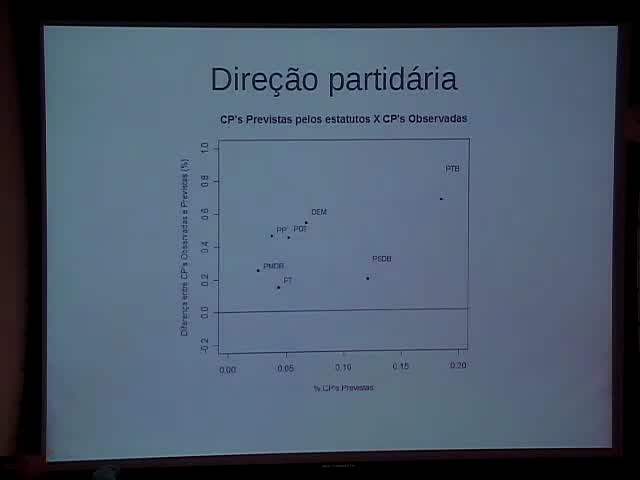 Direção partidária
CP's Previstas pelos estatutos X CP's Observadas
Diferença entre CP's Observadas e Previstas (%)
1.0
0.8
0.6
0.4
0.2
0.0
-0.2
PTB
DEM
PP
PDT
PSDB
PMDB
PT
0.00 0.05 0.10 0.15 0.20
% CP's Previstas